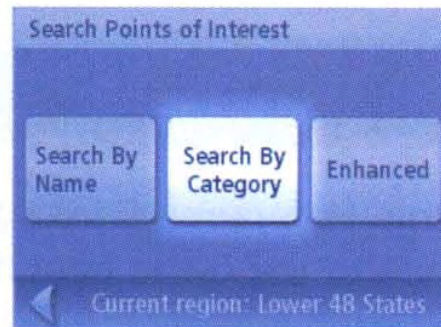 Search Points of Interest
Search By
Name
Search By
Category
Enhanced
Current region: Lower 48 States